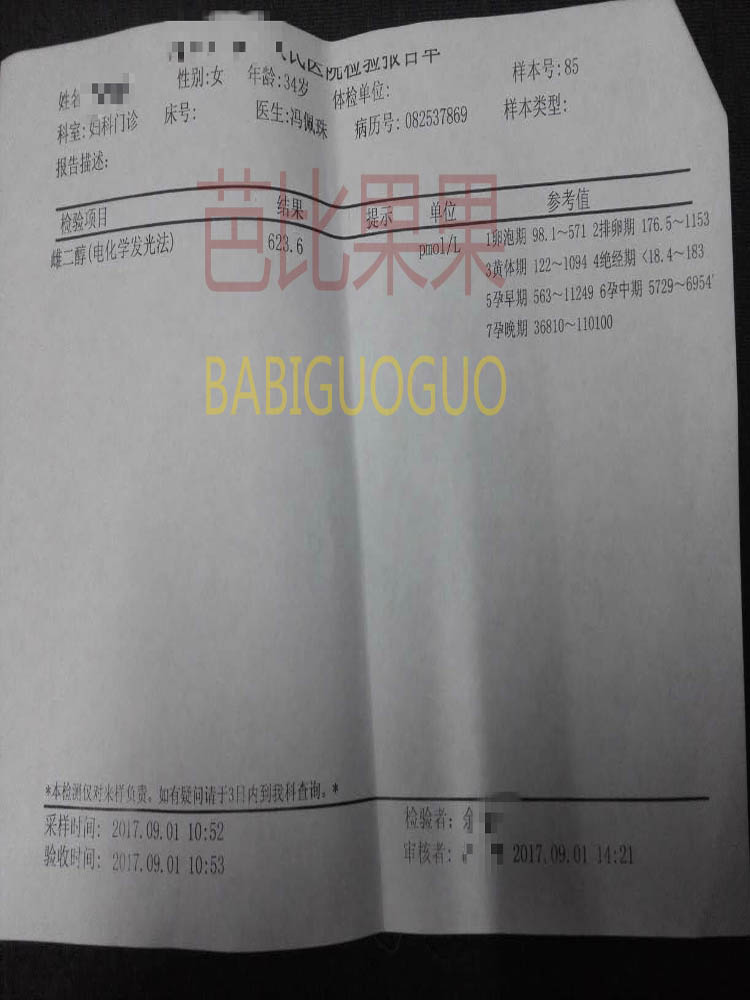 民医院检验报告单
姓名 性别:女 年龄:34岁 体检单位: 样本号:85
科室:妇科门诊 床号: 医生:冯佩珠 病历号:082537869 样本类型:
报告描述:
检验项目 结果 提示 单位 参考值
雌二醇(电化学发光法) 623.6 pmol/L 1卵泡期 98.1～571 2排卵期 176.5～1153
3黄体期 122～1094 4绝经期 <18.4～183
5孕早期 563～11249 6孕中期 5729～6954
7孕晚期 36810～110100
芭比果果
BABIGUOGUO
*本检测仅对来样负责。如有疑问请于3日内到我科查询。*
采样时间: 2017.09.01 10:52 检验者:
验收时间: 2017.09.01 10:53 审核者: 2017.09.01 14:21